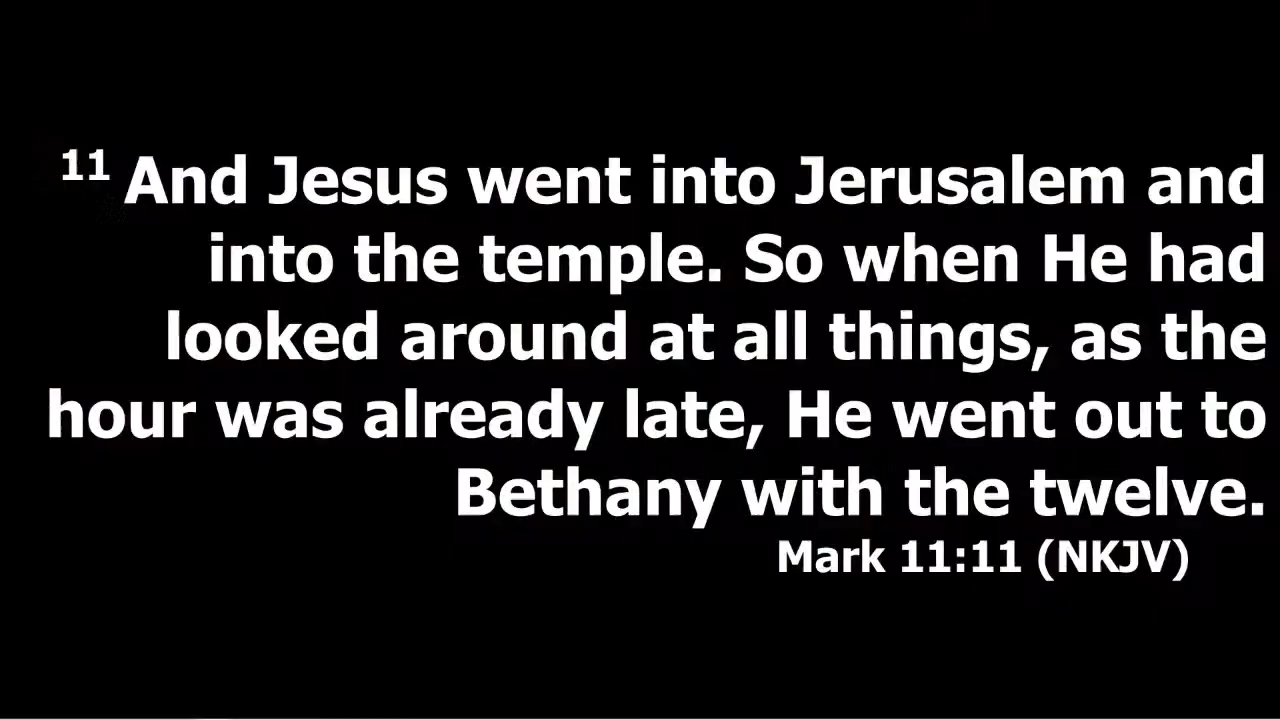 11 And Jesus went into Jerusalem and
into the temple. So when He had
looked around at all things, as the
hour was already late, He went out to
Bethany with the twelve.
Mark 11:11 (NKJV)